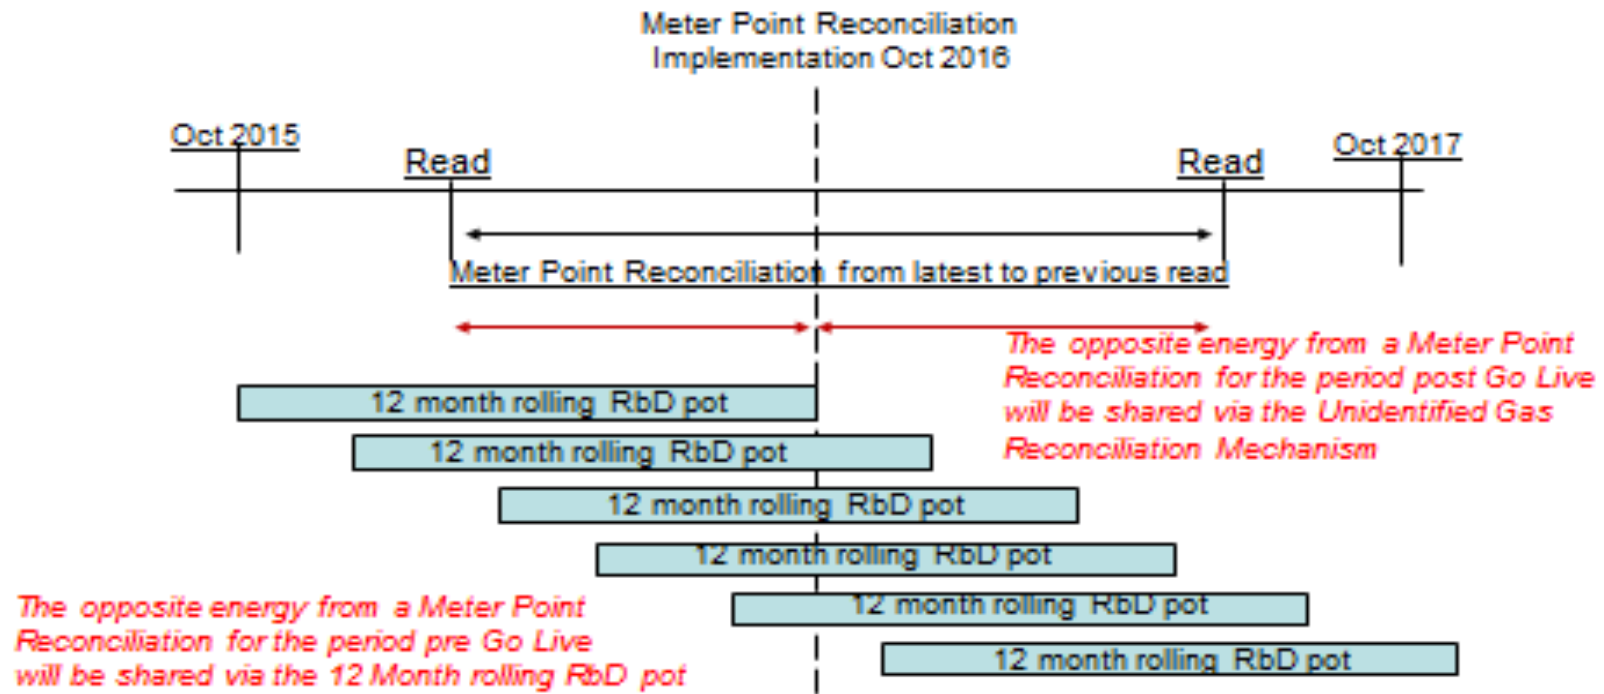 Meter Point Reconciliation
Implementation Oct 2016
Oct 2015
Read
Read
Oct 2017
Meter Point Reconciliation from latest to previous read
The opposite energy from a Meter Point
Reconciliation for the period post Go Live
will be shared via the Unidentified Gas
Reconciliation Mechanism
12 month rolling RbD pot
12 month rolling RbD pot
12 month rolling RbD pot
12 month rolling RbD pot
12 month rolling RbD pot
12 month rolling RbD pot
The opposite energy from a Meter Point
Reconciliation for the period pre Go Live
will be shared via the 12 Month rolling RbD pot